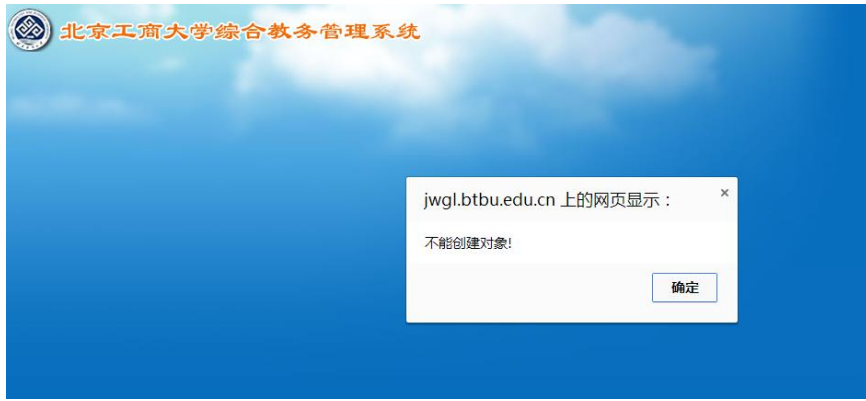 北京工商大学综合教务管理系统
jwgl.btbu.edu.cn 上的网页显示：
×
不能创建对象!
确定